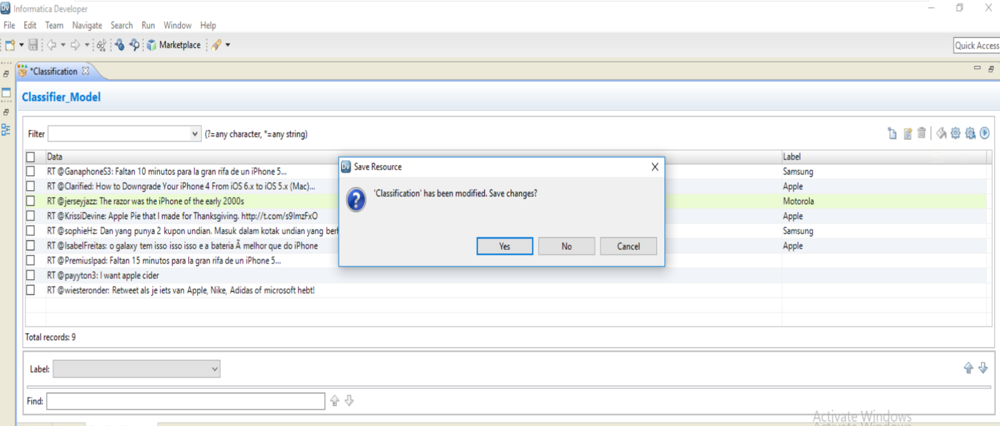 Informatica Developer
File Edit Team Navigate Search Run Window Help
Marketplace
Quick Access
*Classification
Classifier_Model
Filter (?=any character, *=any string)
Data Label
RT @GanaphoneS3: Faltan 10 minutos para la gran rifa de un iPhone 5... Samsung
RT @Clarified: How to Downgrade Your iPhone 4 From iOS 6.x to iOS 5.x (Mac)... Apple
RT @jerseyjazz: The razor was the iPhone of the early 2000s Motorola
RT @KrissiDevine: Apple Pie that I made for Thanksgiving. http://t.com/s9lmzFxO Apple
RT @sophieHz: Dan yang punya 2 kupon undian. Masuk dalam kotak undian yang Samsung
RT @IsabelFreitas: o galaxy tem isso isso isso e a bateria Ã melhor que do iPhone Apple
RT @PremiusIpad: Faltan 15 minutos para la gran rifa de un iPhone 5...
RT @payyton3: I want apple cider
RT @wiesteronder: Retweet als je iets van Apple, Nike, Adidas of microsoft hebt!
Dv Save Resource
'Classification' has been modified. Save changes?
Yes No Cancel
Total records: 9
Label:
Find:
Activate Windows